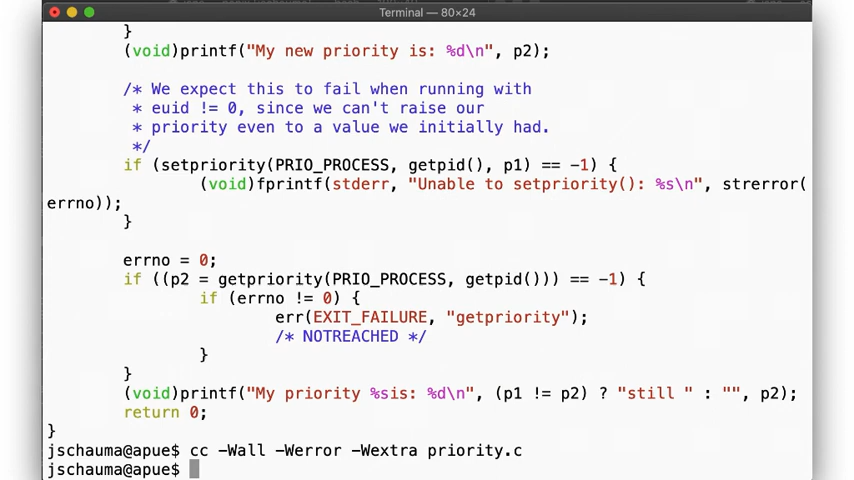 Terminal — 80×24
}
(void)printf("My new priority is: %d\n", p2);
/* We expect this to fail when running with
* euid != 0, since we can't raise our
* priority even to a value we initially had.
*/
if (setpriority(PRIO_PROCESS, getpid(), p1) == -1) {
(void)fprintf(stderr, "Unable to setpriority(): %s\n", strerror(
errno));
}
errno = 0;
if ((p2 = getpriority(PRIO_PROCESS, getpid())) == -1) {
if (errno != 0) {
err(EXIT_FAILURE, "getpriority");
/* NOTREACHED */
}
}
(void)printf("My priority %sis: %d\n", (p1 != p2) ? "still " : "", p2);
return 0;
}
jschauma@apue$ cc -Wall -Werror -Wextra priority.c
jschauma@apue$